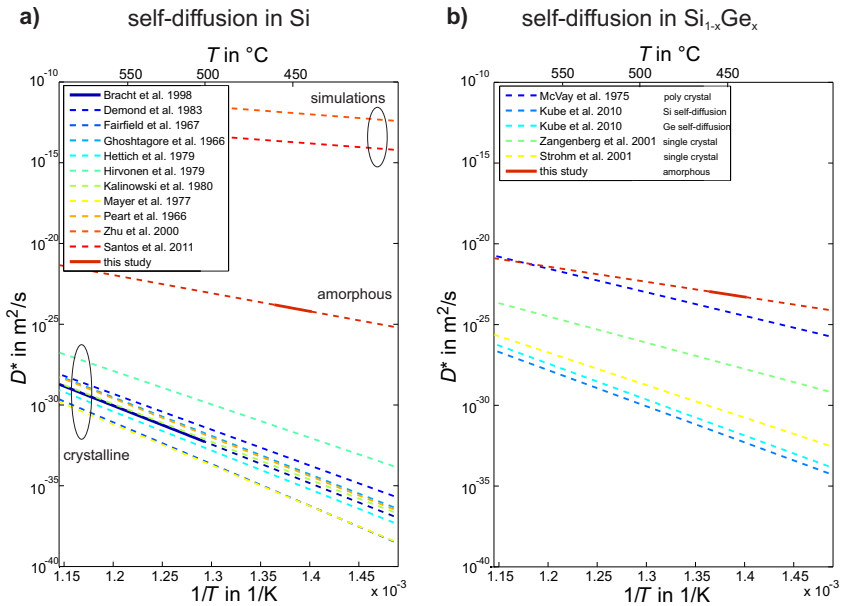 a)
self-diffusion in Si
T in °C
550
500
450
10^-10
10^-15
10^-20
10^-25
10^-30
10^-35
10^-40
D* in m²/s
Bracht et al. 1998
Demond et al. 1983
Fairfield et al. 1967
Ghoshtagore et al. 1966
Hettich et al. 1979
Hirvonen et al. 1979
Kalinowski et al. 1980
Mayer et al. 1977
Peart et al. 1966
Zhu et al. 2000
Santos et al. 2011
this study
simulations
amorphous
crystalline
1.15
1.2
1.25
1.3
1.35
1.4
1.45
x 10^-3
1/T in 1/K
b)
self-diffusion in Si₁₋ₓGeₓ
T in °C
550
500
450
10^-10
10^-15
10^-20
10^-25
10^-30
10^-35
10^-40
D* in m²/s
McVay et al. 1975 poly crystal
Kube et al. 2010 Si self-diffusion
Kube et al. 2010 Ge self-diffusion
Zangenberg et al. 2001 single crystal
Strohm et al. 2001 single crystal
this study amorphous
1.15
1.2
1.25
1.3
1.35
1.4
1.45
x 10^-3
1/T in 1/K